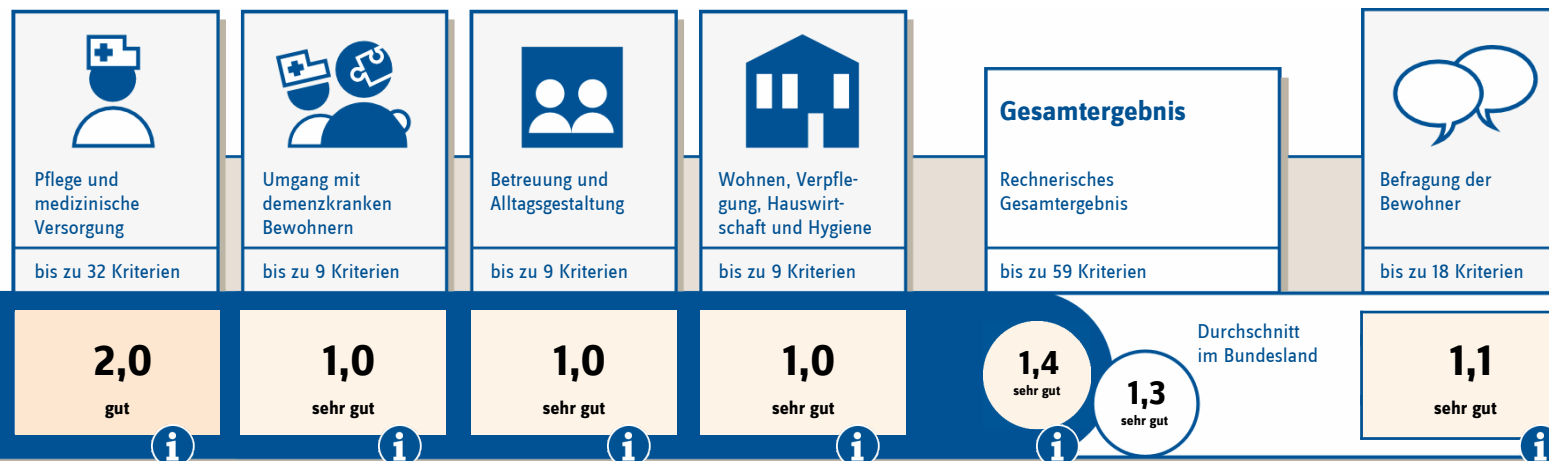 Pflege und
medizinische
Versorgung
bis zu 32 Kriterien
2,0
gut
Umgang mit
demenzkranken
Bewohnern
bis zu 9 Kriterien
1,0
sehr gut
Betreuung und
Alltagsgestaltung
bis zu 9 Kriterien
1,0
sehr gut
Wohnen, Verpfle-
gung, Hauswirt-
schaft und Hygiene
bis zu 9 Kriterien
1,0
sehr gut
Gesamtergebnis
Rechnerisches
Gesamtergebnis
bis zu 59 Kriterien
1,4
sehr gut
Durchschnitt
im Bundesland
1,3
sehr gut
Befragung der
Bewohner
bis zu 18 Kriterien
1,1
sehr gut